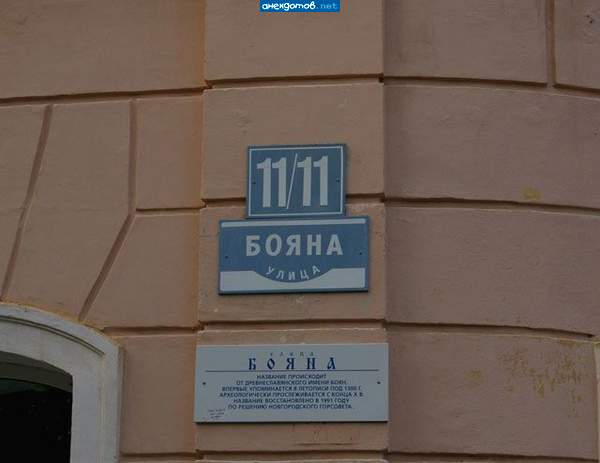 анекдотов.net
11/11
БОЯНА
УЛИЦА
УЛИЦА
БОЯНА
НАЗВАНИЕ ПРОИСХОДИТ
ОТ ДРЕВНЕСЛАВЯНСКОГО ИМЕНИ БОЯН.
ВПЕРВЫЕ УПОМИНАЕТСЯ В ЛЕТОПИСИ ПОД 1300 Г.
АРХЕОЛОГИЧЕСКИ ПРОСЛЕЖИВАЕТСЯ С КОНЦА X В.
НАЗВАНИЕ ВОССТАНОВЛЕНО В 1991 ГОДУ
ПО РЕШЕНИЮ НОВГОРОДСКОГО ГОРСОВЕТА.